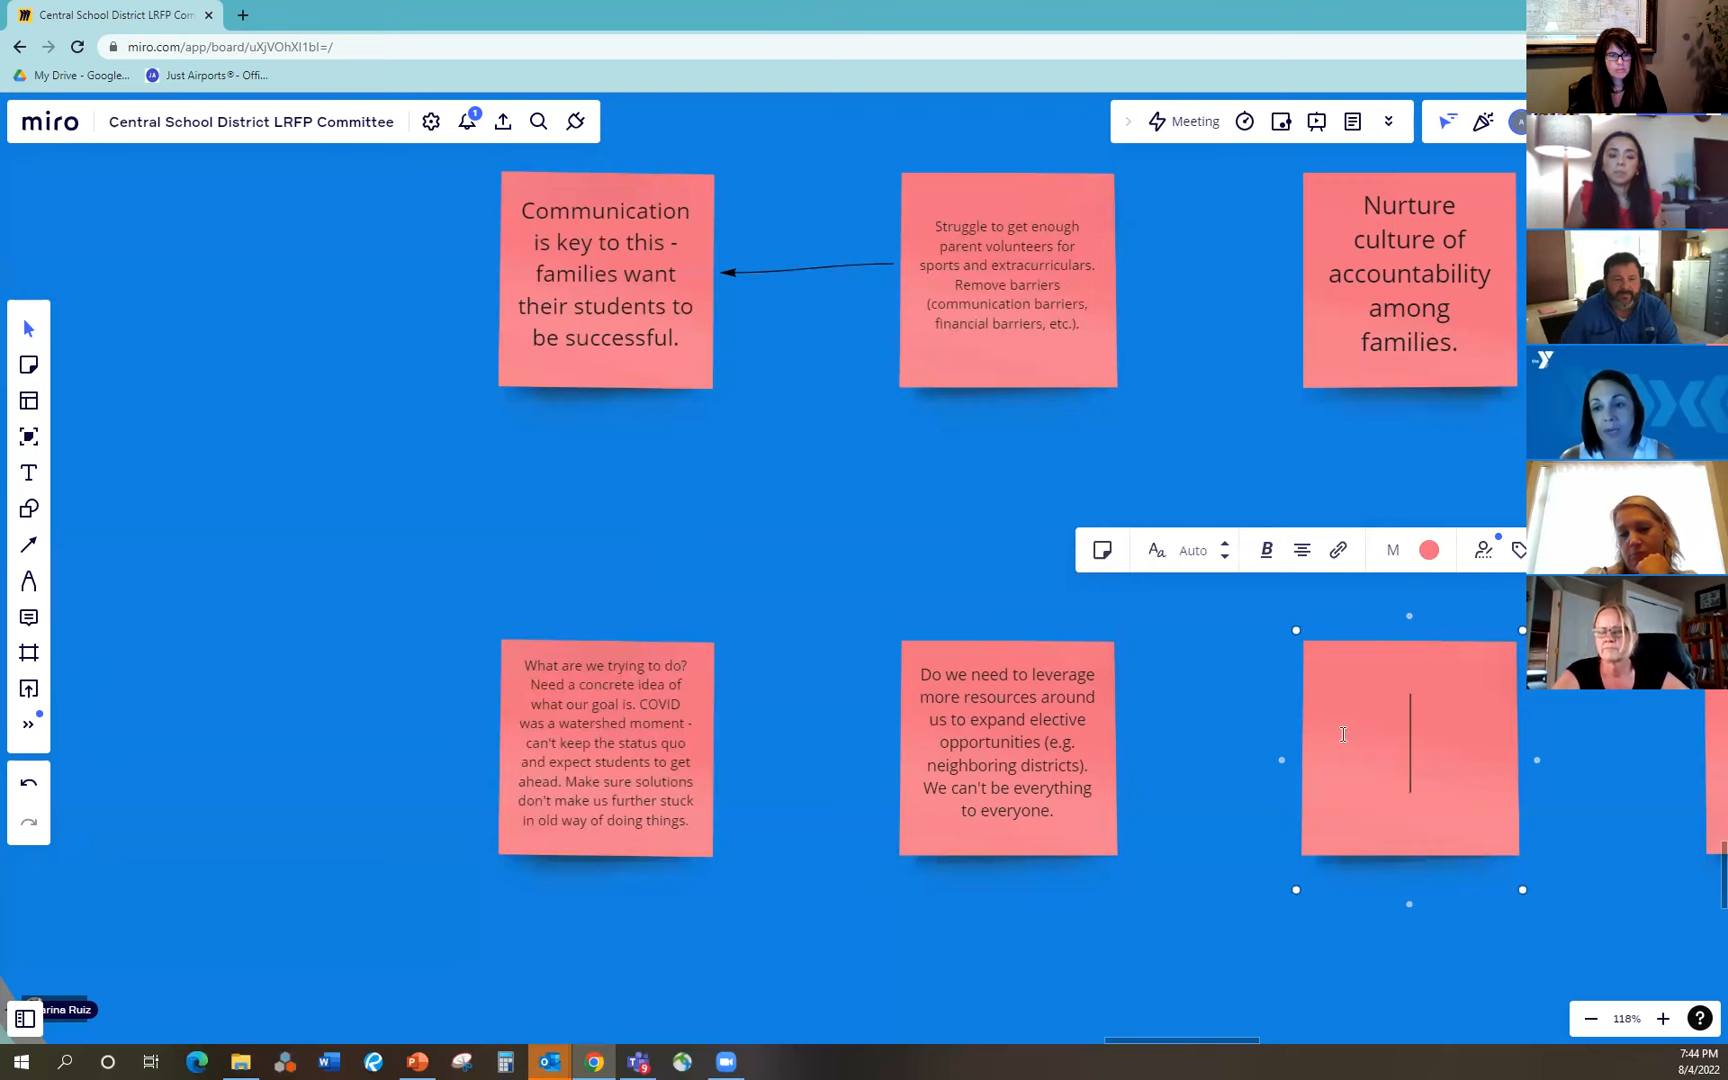 Central School District LRFP Com
miro.com/app/board/uXjVOhXI1bI=/
My Drive - Google...
JA
Just Airports® - Offi...
miro
Central School District LRFP Committee
1
Meeting
A
Communication
is key to this -
families want
their students to
be successful.
Struggle to get enough
parent volunteers for
sports and extracurriculars.
Remove barriers
(communication barriers,
financial barriers, etc.).
Nurture
culture of
accountability
among
families.
the Y
Aa Auto
B
M
What are we trying to do?
Need a concrete idea of
what our goal is. COVID
was a watershed moment -
can't keep the status quo
and expect students to get
ahead. Make sure solutions
don't make us further stuck
in old way of doing things.
Do we need to leverage
more resources around
us to expand elective
opportunities (e.g.
neighboring districts).
We can't be everything
to everyone.
arina Ruiz
118%
?
7:44 PM
8/4/2022